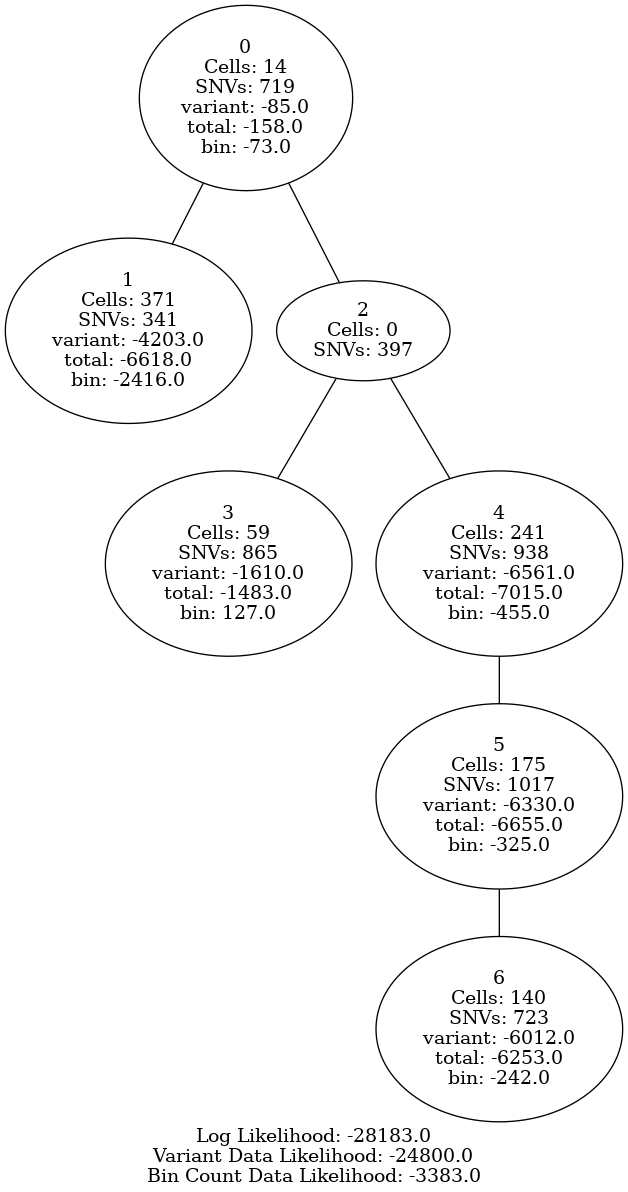 0
Cells: 14
SNVs: 719
variant: -85.0
total: -158.0
bin: -73.0
1
Cells: 371
SNVs: 341
variant: -4203.0
total: -6618.0
bin: -2416.0
2
Cells: 0
SNVs: 397
3
Cells: 59
SNVs: 865
variant: -1610.0
total: -1483.0
bin: 127.0
4
Cells: 241
SNVs: 938
variant: -6561.0
total: -7015.0
bin: -455.0
5
Cells: 175
SNVs: 1017
variant: -6330.0
total: -6655.0
bin: -325.0
6
Cells: 140
SNVs: 723
variant: -6012.0
total: -6253.0
bin: -242.0
Log Likelihood: -28183.0
Variant Data Likelihood: -24800.0
Bin Count Data Likelihood: -3383.0